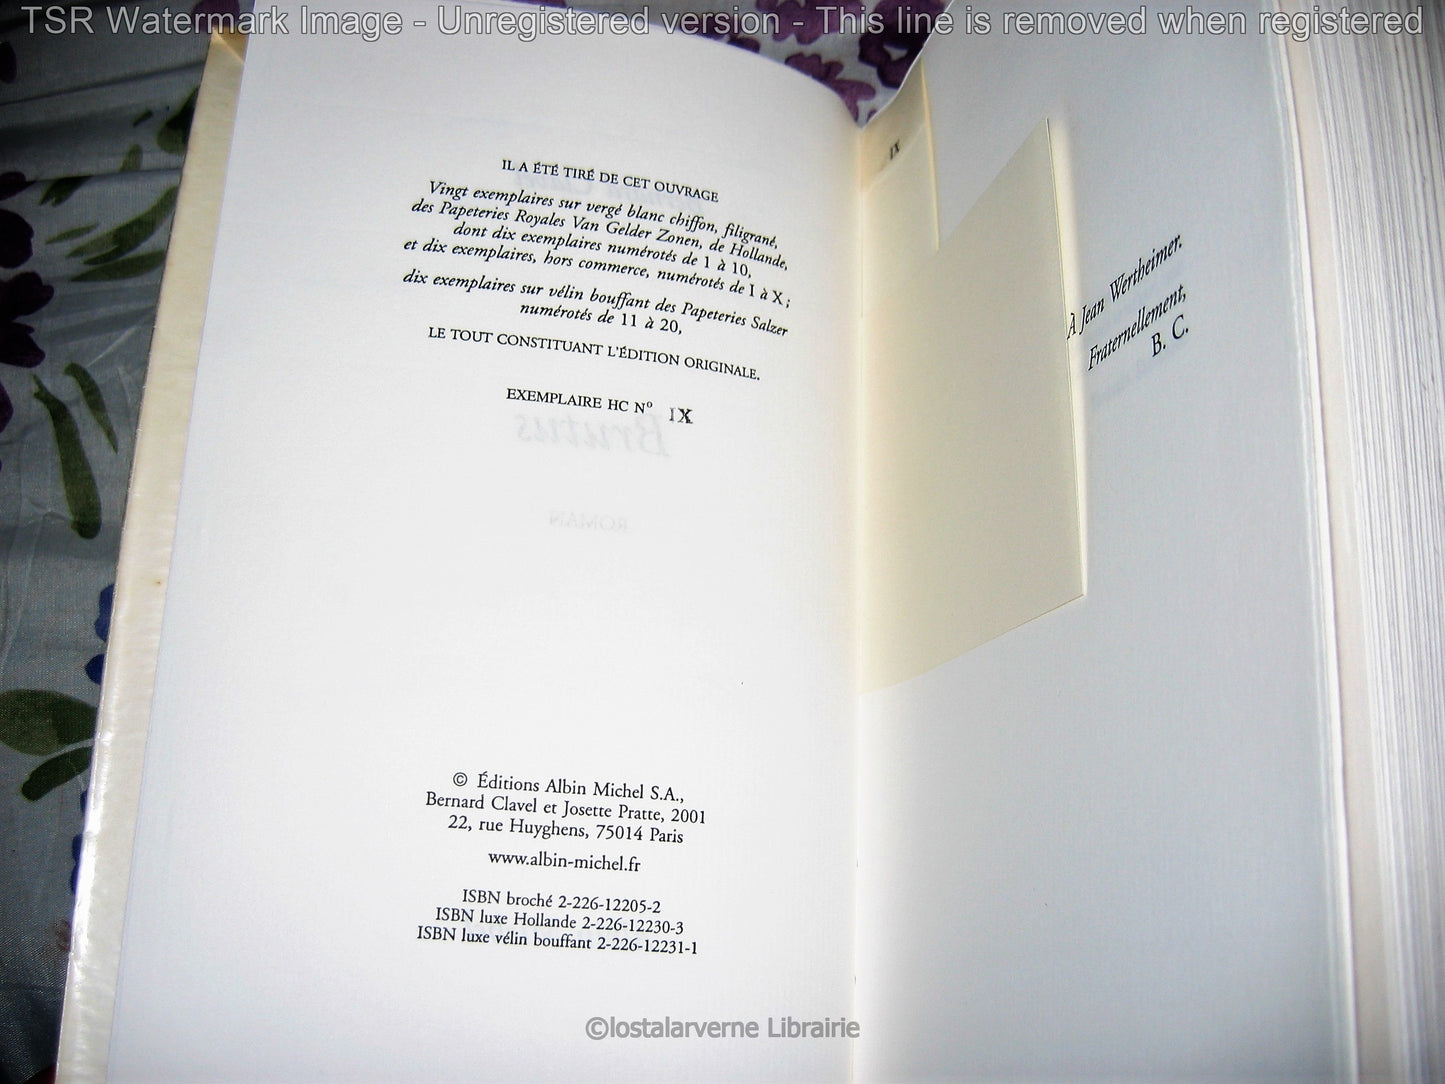 TSR Watermark Image - Unregistered version - This line is removed when registered
IL A ÉTÉ TIRÉ DE CET OUVRAGE
Vingt exemplaires sur vergé blanc chiffon, filigrané,
des Papeteries Royales Van Gelder Zonen, de Hollande,
dont dix exemplaires numérotés de 1 à 10,
et dix exemplaires, hors commerce, numérotés de I à X ;
dix exemplaires sur vélin bouffant des Papeteries Salzer
numérotés de 11 à 20,
LE TOUT CONSTITUANT L'ÉDITION ORIGINALE.
EXEMPLAIRE HC Nº IX
Brutus
ROMAN
© Éditions Albin Michel S.A.,
Bernard Clavel et Josette Pratte, 2001
22, rue Huyghens, 75014 Paris
www.albin-michel.fr
ISBN broché 2-226-12205-2
ISBN luxe Hollande 2-226-12230-3
ISBN luxe vélin bouffant 2-226-12231-1
IX
À Jean Wertheimer.
Fraternellement,
B. C.
©lostalarverne Librairie